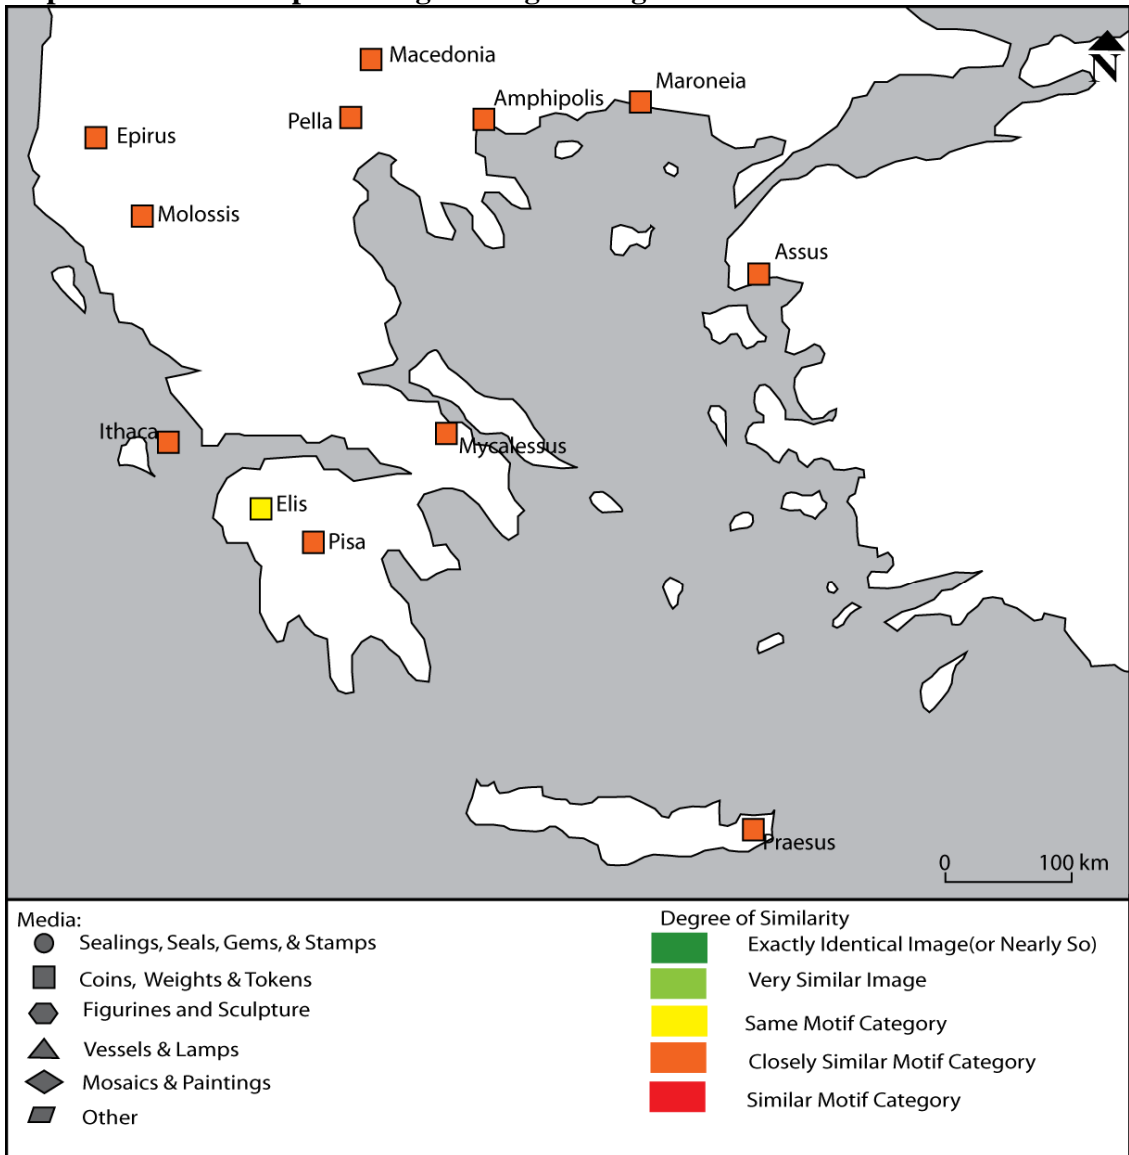 Macedonia
Maroneia
Amphipolis
Pella
Epirus
Molossis
Assus
Ithaca
Mycalessus
Elis
Pisa
Praesus
N
0 100 km
Media:
Sealings, Seals, Gems, & Stamps
Coins, Weights & Tokens
Figurines and Sculpture
Vessels & Lamps
Mosaics & Paintings
Other
Degree of Similarity
Exactly Identical Image(or Nearly So)
Very Similar Image
Same Motif Category
Closely Similar Motif Category
Similar Motif Category